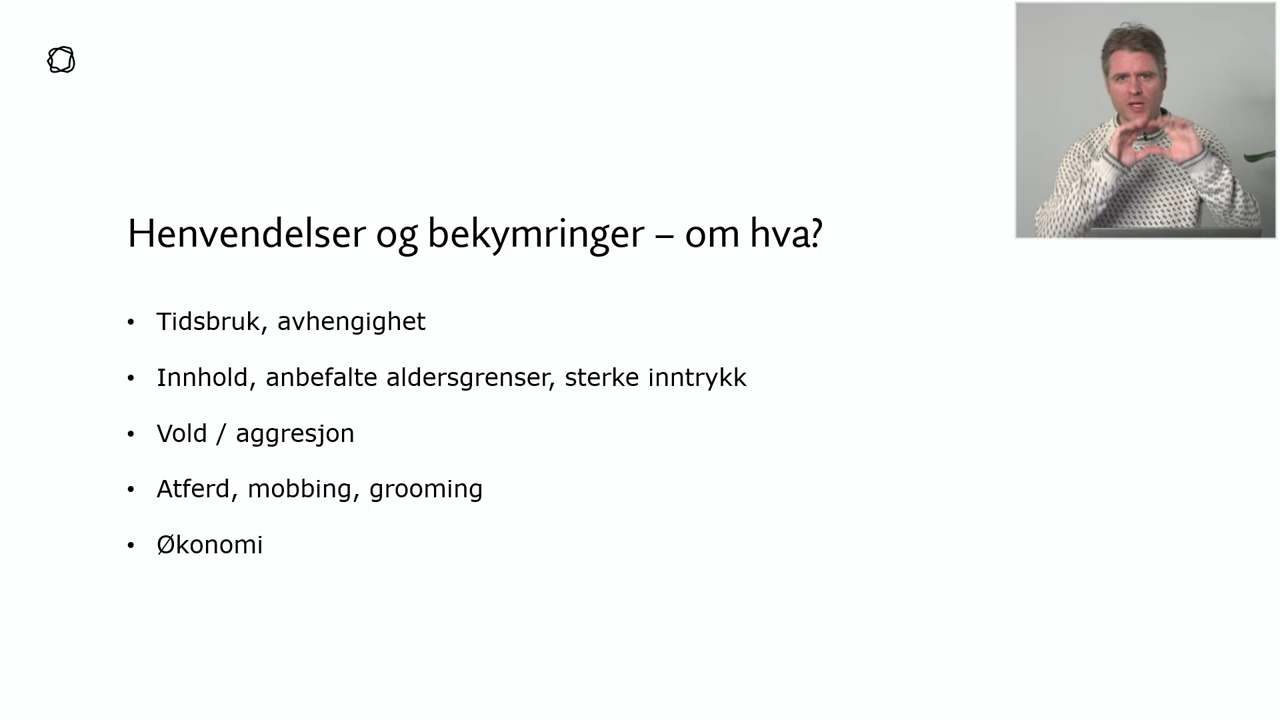 Henvendelser og bekymringer – om hva?
• Tidsbruk, avhengighet
• Innhold, anbefalte aldersgrenser, sterke inntrykk
• Vold / aggresjon
• Atferd, mobbing, grooming
• Økonomi